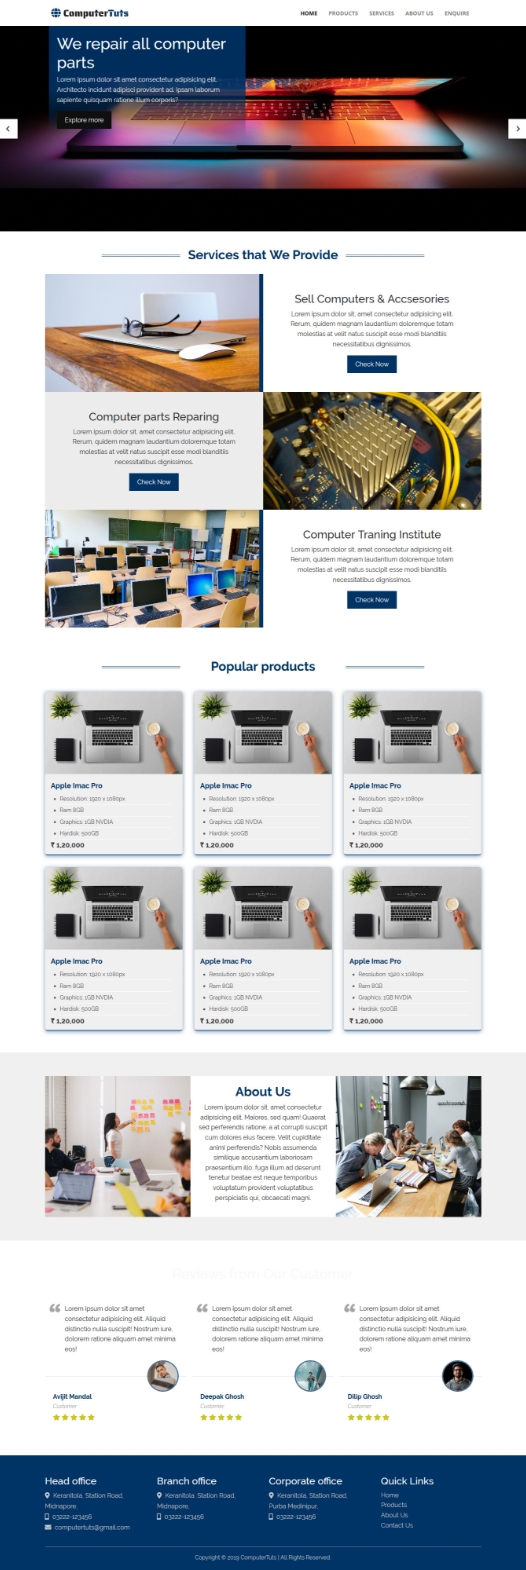 ComputerTuts
HOME PRODUCTS SERVICES ABOUT US ENQUIRE
We repair all computer
parts
Lorem ipsum dolor sit amet consectetur adipisicing elit.
Architecto incidunt adipisci provident ad. Ipsam laborum
sapiente quisquam ratione illum corporis?
Explore more
Services that We Provide
Sell Computers & Accsesories
Lorem ipsum dolor sit, amet consectetur adipisicing elit.
Rerum, quidem magnam laudantium doloremque totam
molestias at velit natus suscipit esse modi blanditiis
necessitatibus dignissimos.
Check Now
Computer parts Reparing
Lorem ipsum dolor sit, amet consectetur adipisicing elit.
Rerum, quidem magnam laudantium doloremque totam
molestias at velit natus suscipit esse modi blanditiis
necessitatibus dignissimos.
Check Now
Computer Traning Institute
Lorem ipsum dolor sit, amet consectetur adipisicing elit.
Rerum, quidem magnam laudantium doloremque totam
molestias at velit natus suscipit esse modi blanditiis
necessitatibus dignissimos.
Check Now
Popular products
Apple Imac Pro
Resolution: 1920 x 1080px
Ram 8GB
Graphics: 1GB NVDIA
Hardisk: 500GB
₹ 1,20,000
Apple Imac Pro
Resolution: 1920 x 1080px
Ram 8GB
Graphics: 1GB NVDIA
Hardisk: 500GB
₹ 1,20,000
Apple Imac Pro
Resolution: 1920 x 1080px
Ram 8GB
Graphics: 1GB NVDIA
Hardisk: 500GB
₹ 1,20,000
Apple Imac Pro
Resolution: 1920 x 1080px
Ram 8GB
Graphics: 1GB NVDIA
Hardisk: 500GB
₹ 1,20,000
Apple Imac Pro
Resolution: 1920 x 1080px
Ram 8GB
Graphics: 1GB NVDIA
Hardisk: 500GB
₹ 1,20,000
Apple Imac Pro
Resolution: 1920 x 1080px
Ram 8GB
Graphics: 1GB NVDIA
Hardisk: 500GB
₹ 1,20,000
About Us
Lorem ipsum dolor sit, amet consectetur
adipisicing elit. Maiores, sed quam! Quaerat
sed perferendis ratione, a at corrupti suscipit
cum dolores eius facere. Velit cupiditate
animi perferendis? Nobis assumenda
similique accusantium laboriosam
praesentium illo, fuga illum ad deserunt
tenetur beatae est neque temporibus
voluptatum provident voluptatibus
perspiciatis qui, obcaecati magni.
Reviews from Our Customer
Lorem ipsum dolor sit amet
consectetur adipisicing elit. Aliquid
distinctio nulla suscipit! Nostrum iure,
dolorem ratione aliquam amet minima
eos!
Avijit Mandal
Customer
Lorem ipsum dolor sit amet
consectetur adipisicing elit. Aliquid
distinctio nulla suscipit! Nostrum iure,
dolorem ratione aliquam amet minima
eos!
Deepak Ghosh
Customer
Lorem ipsum dolor sit amet
consectetur adipisicing elit. Aliquid
distinctio nulla suscipit! Nostrum iure,
dolorem ratione aliquam amet minima
eos!
Dilip Ghosh
Customer
Head office
Keranitola, Station Road,
Midnapore,
03222-123456
computertuts@gmail.com
Branch office
Keranitola, Station Road,
Midnapore,
03222-123456
Corporate office
Keranitola, Station Road,
Purba Medinipur,
03222-123456
Quick Links
Home
Products
About Us
Contact Us
Copyright © 2019 ComputerTuts | All Rights Reserved